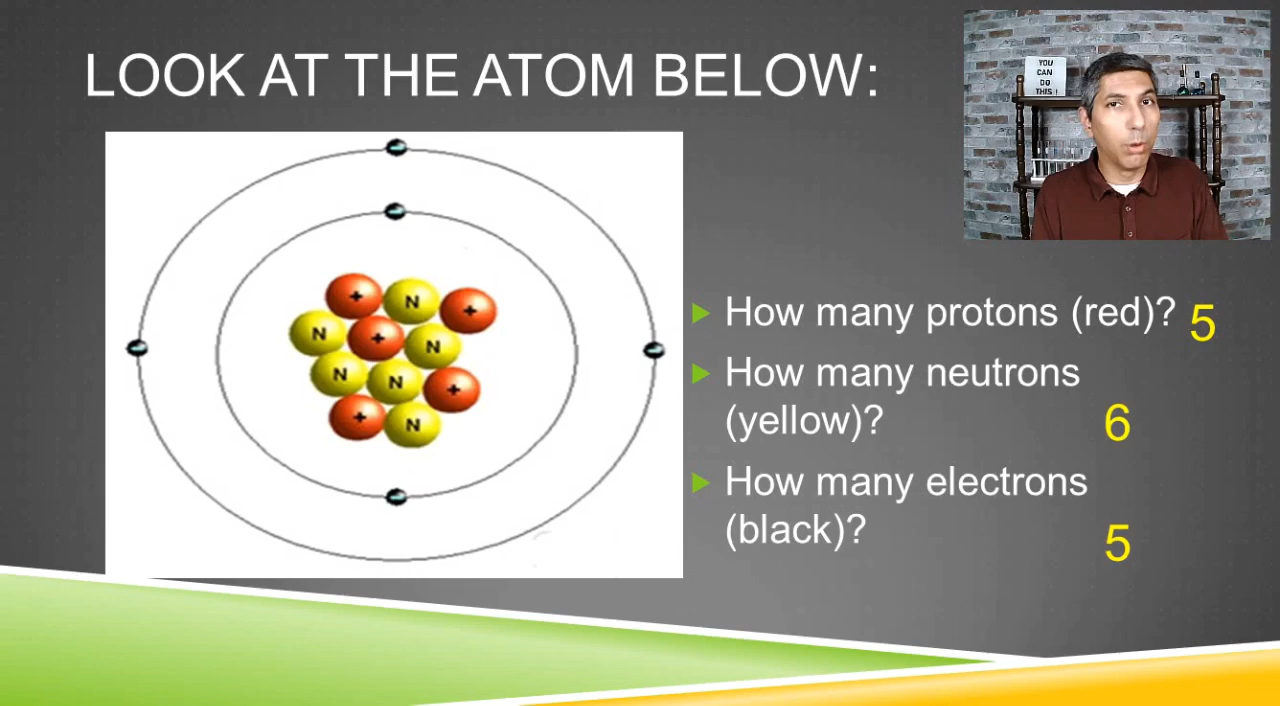 LOOK AT THE ATOM BELOW:
YOU
CAN
DO
THIS !
+
N
+
N
+
N
N
N
+
+
N
How many protons (red)? 5
How many neutrons
(yellow)? 6
How many electrons
(black)?
5